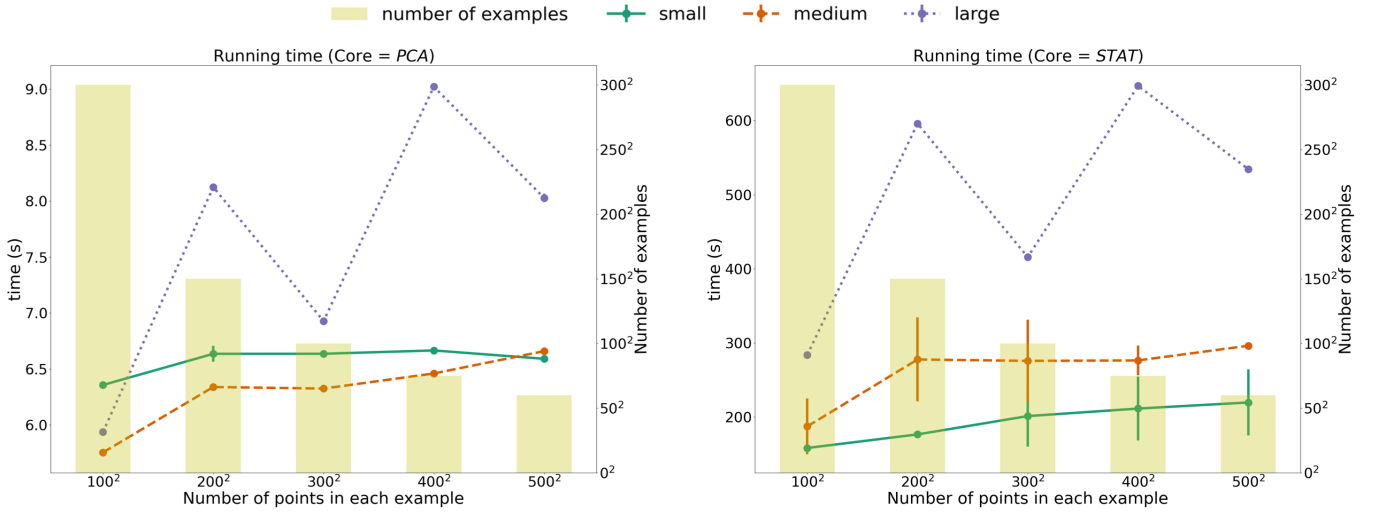 number of examples small medium large
Running time (Core = PCA)
9.0
8.5
8.0
7.5
7.0
6.5
6.0
time (s)
300²
250²
200²
150²
100²
50²
0²
Number of examples
100² 200² 300² 400² 500²
Number of points in each example
Running time (Core = STAT)
600
500
400
300
200
time (s)
300²
250²
200²
150²
100²
50²
0²
Number of examples
100² 200² 300² 400² 500²
Number of points in each example